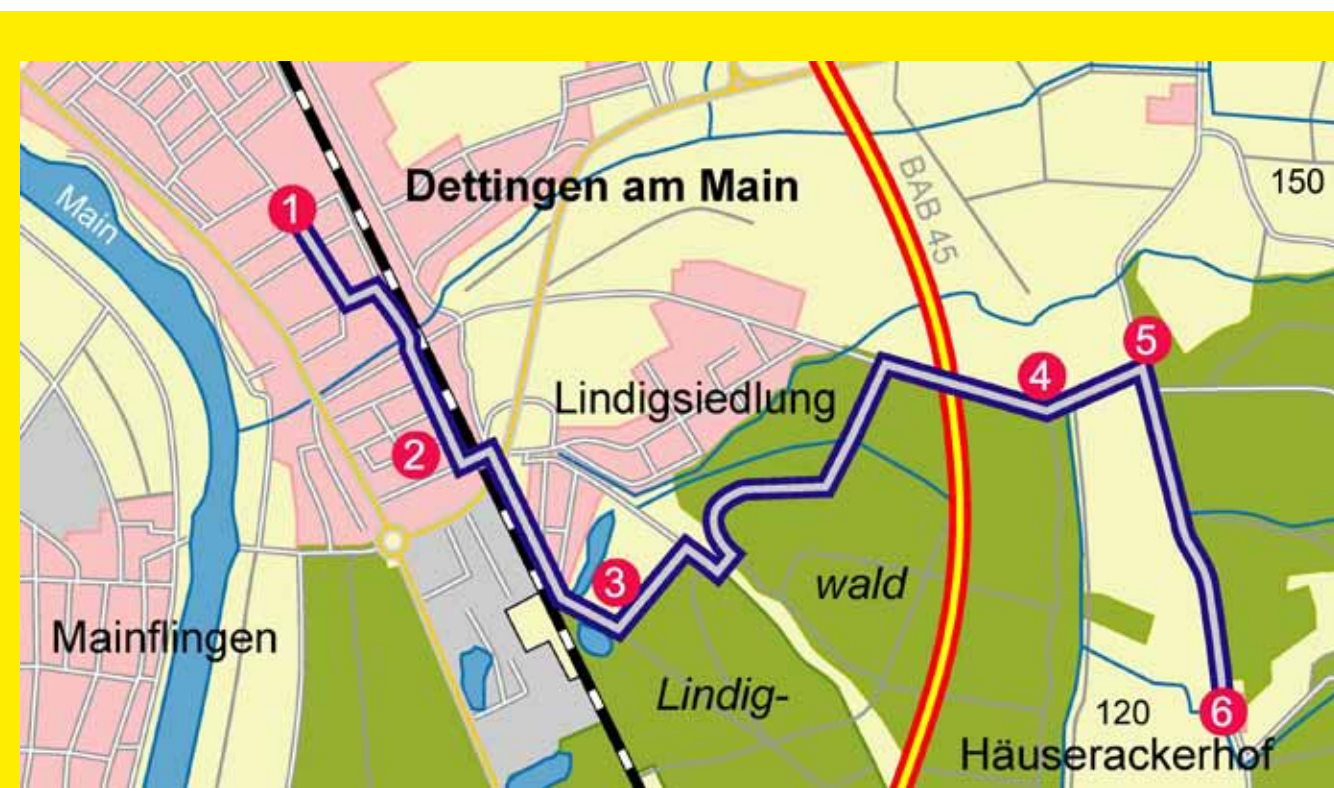 150
Dettingen am Main
Main
1
BAB 45
5
4
Lindigsiedlung
2
3
wald
Mainflingen
Lindig-
120
6
Häuserackerhof